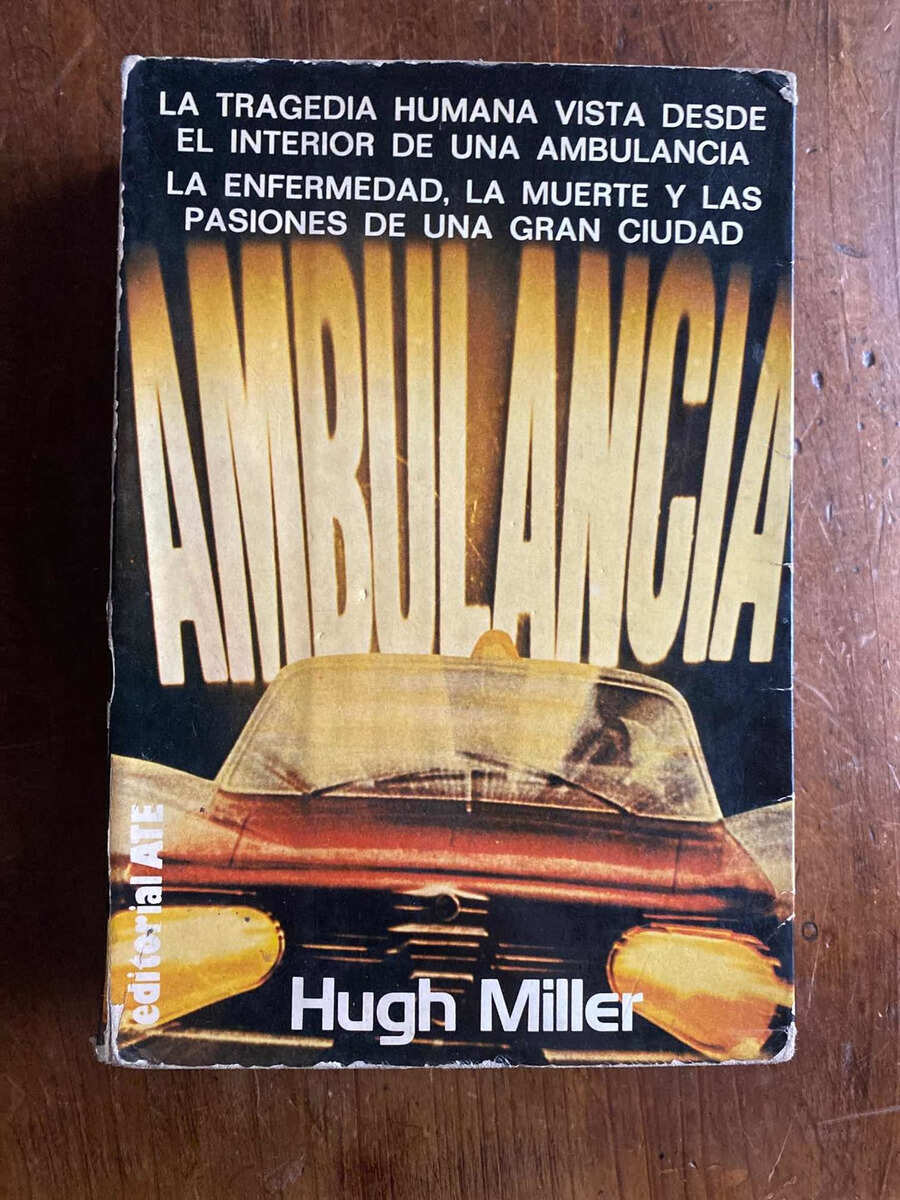 LA TRAGEDIA HUMANA VISTA DESDE
EL INTERIOR DE UNA AMBULANCIA
LA ENFERMEDAD, LA MUERTE Y LAS
PASIONES DE UNA GRAN CIUDAD
AMBULANCIA
editorial ATE
Hugh Miller